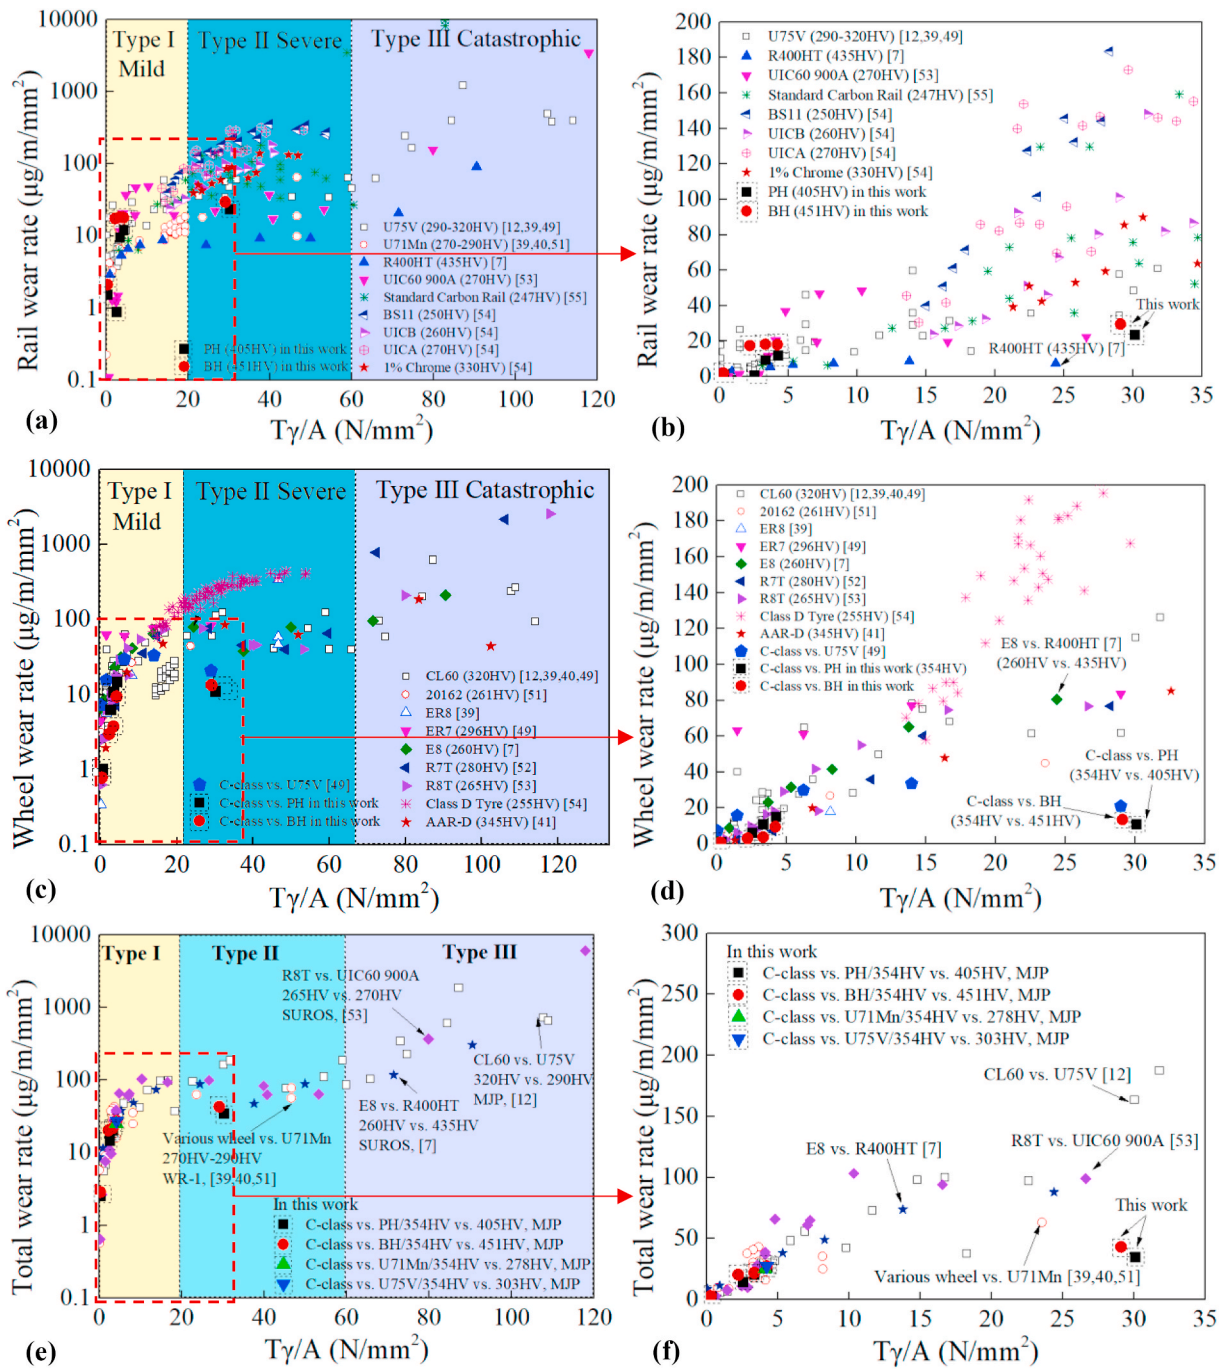 Rail wear rate (μg/m/mm²)
10000
1000
100
10
1
0.1
Type I
Mild
Type II Severe
Type III Catastrophic
U75V (290-320HV) [12,39,49]
U71Mn (270-290HV) [39,40,51]
R400HT (435HV) [7]
UIC60 900A (270HV) [53]
Standard Carbon Rail (247HV) [55]
BS11 (250HV) [54]
UICB (260HV) [54]
UICA (270HV) [54]
1% Chrome (330HV) [54]
PH (405HV) in this work
BH (451HV) in this work
0 20 40 60 80 100 120
Tγ/A (N/mm²)
(a)
Rail wear rate (μg/m/mm²)
200
180
160
140
120
100
80
60
40
20
0
U75V (290-320HV) [12,39,49]
R400HT (435HV) [7]
UIC60 900A (270HV) [53]
Standard Carbon Rail (247HV) [55]
BS11 (250HV) [54]
UICB (260HV) [54]
UICA (270HV) [54]
1% Chrome (330HV) [54]
PH (405HV) in this work
BH (451HV) in this work
This work
R400HT (435HV) [7]
0 5 10 15 20 25 30 35
Tγ/A (N/mm²)
(b)
Wheel wear rate (μg/m/mm²)
10000
1000
100
10
1
0.1
Type I
Mild
Type II Severe
Type III Catastrophic
CL60 (320HV) [12,39,40,49]
20162 (261HV) [51]
ER8 [39]
ER7 (296HV) [49]
E8 (260HV) [7]
R7T (280HV) [52]
R8T (265HV) [53]
Class D Tyre (255HV) [54]
AAR-D (345HV) [41]
C-class vs. U75V [49]
C-class vs. PH in this work
C-class vs. BH in this work
0 20 40 60 80 100 120
Tγ/A (N/mm²)
(c)
Wheel wear rate (μg/m/mm²)
200
180
160
140
120
100
80
60
40
20
0
CL60 (320HV) [12,39,40,49]
20162 (261HV) [51]
ER8 [39]
ER7 (296HV) [49]
E8 (260HV) [7]
R7T (280HV) [52]
R8T (265HV) [53]
Class D Tyre (255HV) [54]
AAR-D (345HV) [41]
C-class vs. U75V [49]
C-class vs. PH in this work (354HV)
C-class vs. BH in this work
E8 vs. R400HT [7]
(260HV vs. 435HV)
C-class vs. PH
(354HV vs. 405HV)
C-class vs. BH
(354HV vs. 451HV)
0 5 10 15 20 25 30 35
Tγ/A (N/mm²)
(d)
Total wear rate (μg/m/mm²)
10000
1000
100
10
1
0.1
Type I
Type II
Type III
R8T vs. UIC60 900A
265HV vs. 270HV
SUROS, [53]
CL60 vs. U75V
320HV vs. 290HV
MJP, [12]
E8 vs. R400HT
260HV vs. 435HV
SUROS, [7]
Various wheel vs. U71Mn
270HV-290HV
WR-1, [39,40,51]
In this work
C-class vs. PH/354HV vs. 405HV, MJP
C-class vs. BH/354HV vs. 451HV, MJP
C-class vs. U71Mn/354HV vs. 278HV, MJP
C-class vs. U75V/354HV vs. 303HV, MJP
0 20 40 60 80 100 120
Tγ/A (N/mm²)
(e)
Total wear rate (μg/m/mm²)
300
250
200
150
100
50
0
In this work
C-class vs. PH/354HV vs. 405HV, MJP
C-class vs. BH/354HV vs. 451HV, MJP
C-class vs. U71Mn/354HV vs. 278HV, MJP
C-class vs. U75V/354HV vs. 303HV, MJP
CL60 vs. U75V [12]
E8 vs. R400HT [7]
R8T vs. UIC60 900A [53]
This work
Various wheel vs. U71Mn [39,40,51]
0 5 10 15 20 25 30 35
Tγ/A (N/mm²)
(f)